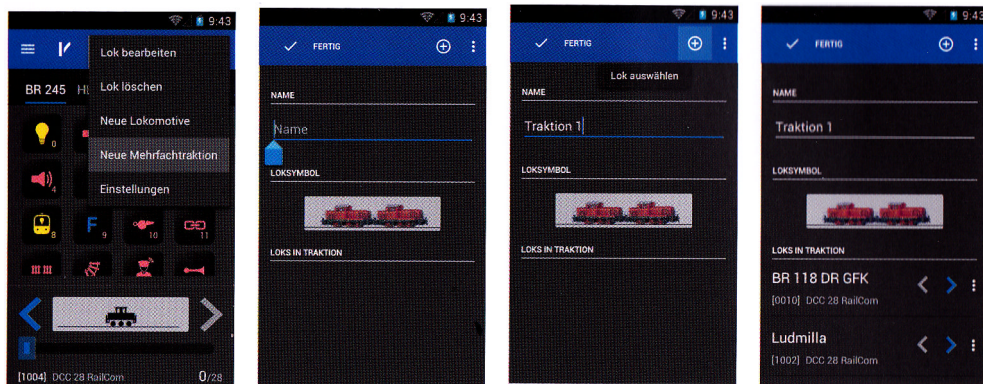 9:43
Lok bearbeiten
BR 245
Lok löschen
Neue Lokomotive
0
Neue Mehrfachtraktion
4
Einstellungen
8
F 9
10
11
[1004] DCC 28 RailCom
0/28
9:43
FERTIG
NAME
Name
LOKSYMBOL
LOKS IN TRAKTION
9:43
FERTIG
Lok auswählen
NAME
Traktion 1
LOKSYMBOL
LOKS IN TRAKTION
9:43
FERTIG
NAME
Traktion 1
LOKSYMBOL
LOKS IN TRAKTION
BR 118 DR GFK
[0010] DCC 28 RailCom
Ludmilla
[1002] DCC 28 RailCom